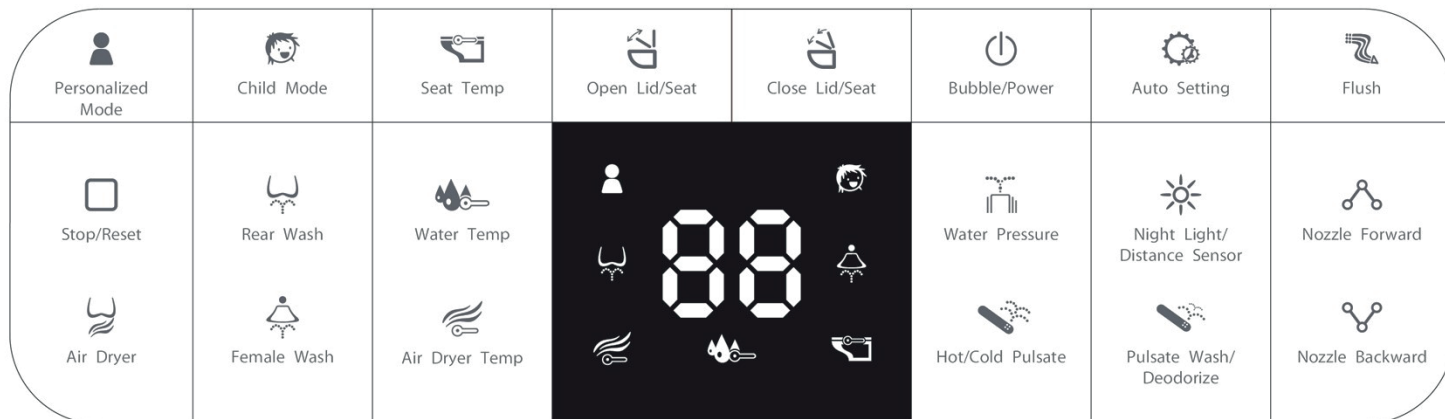 Personalized
Mode
Child Mode
Seat Temp
Open Lid/Seat
Close Lid/Seat
Bubble/Power
Auto Setting
Flush
Stop/Reset
Rear Wash
Water Temp
88
Water Pressure
Night Light/
Distance Sensor
Nozzle Forward
Air Dryer
Female Wash
Air Dryer Temp
Hot/Cold Pulsate
Pulsate Wash/
Deodorize
Nozzle Backward